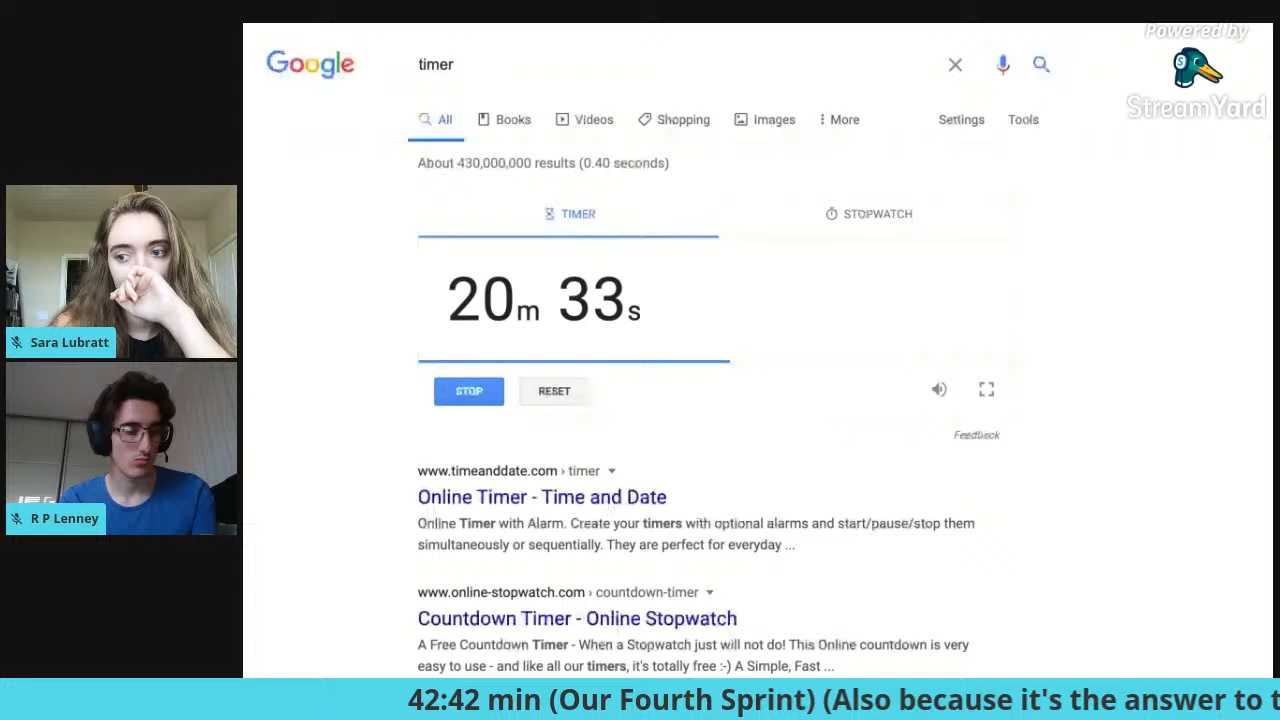 Powered by
StreamYard
Google
timer
All Books Videos Shopping Images More Settings Tools
About 430,000,000 results (0.40 seconds)
TIMER STOPWATCH
20m 33s
STOP RESET
Feedback
www.timeanddate.com › timer
Online Timer - Time and Date
Online Timer with Alarm. Create your timers with optional alarms and start/pause/stop them
simultaneously or sequentially. They are perfect for everyday ...
www.online-stopwatch.com › countdown-timer
Countdown Timer - Online Stopwatch
A Free Countdown Timer - When a Stopwatch just will not do! This Online countdown is very
easy to use - and like all our timers, it's totally free :-) A Simple, Fast ...
Sara Lubratt
R P Lenney
42:42 min (Our Fourth Sprint) (Also because it's the answer to t